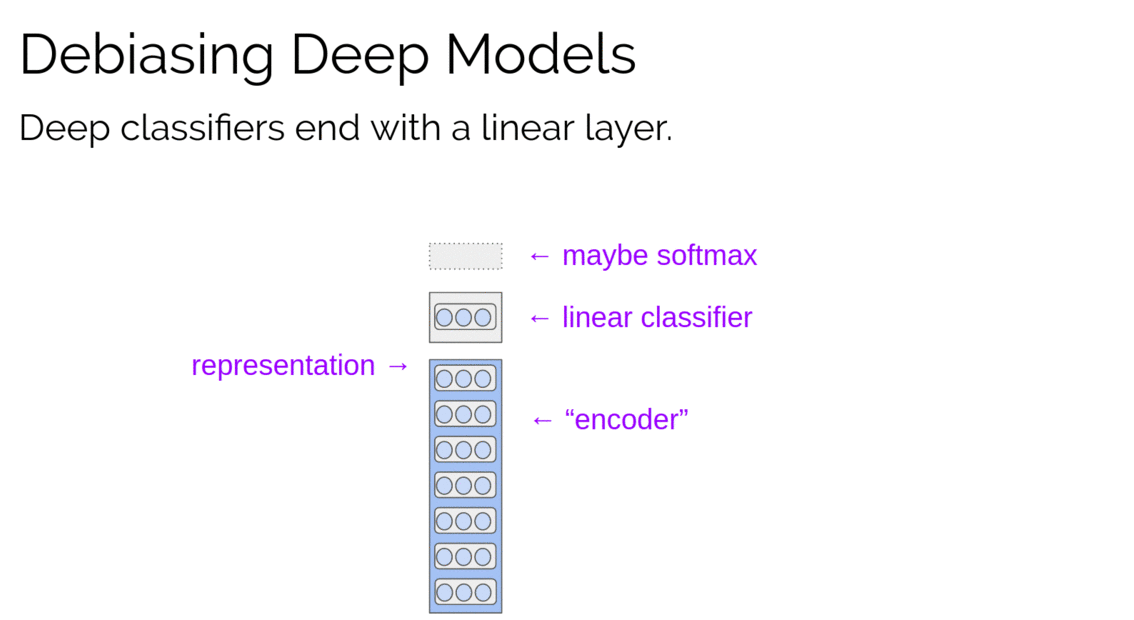 Debiasing Deep Models
Deep classifiers end with a linear layer.
← maybe softmax
← linear classifier
representation →
← “encoder”